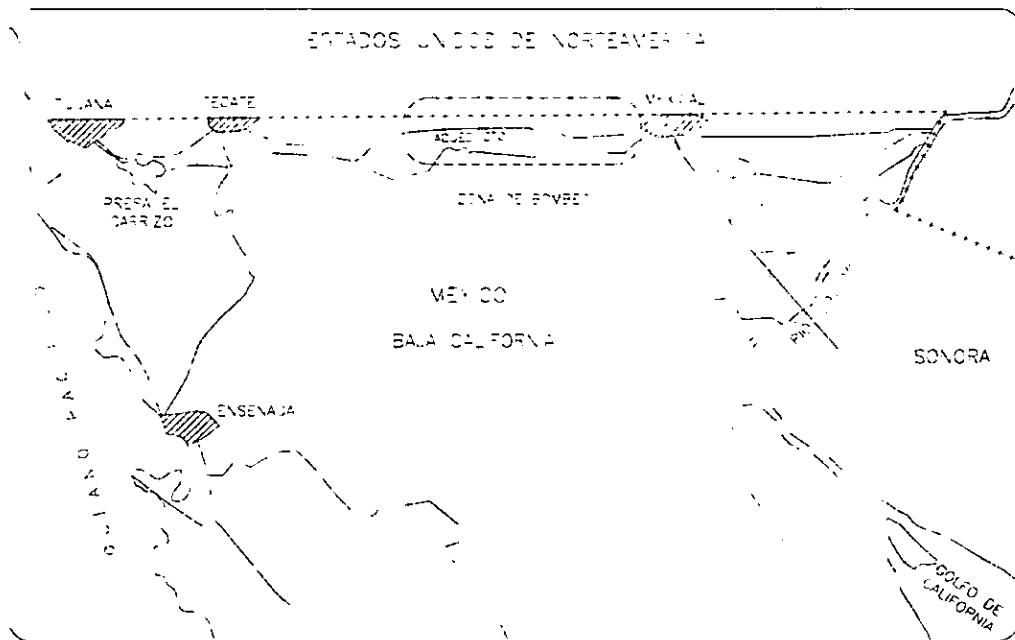 ESTADOS UNIDOS DE NORTEAMERICA
TIJUANA
TECATE
MEXICALI
ACUEDUCTO
PRESA EL
CARRIZO
ZONA DE BOMBEO
MEXICO
BAJA CALIFORNIA
RIO
SONORA
ENSENADA
OCEANO PACIFICO
GOLFO DE
CALIFORNIA